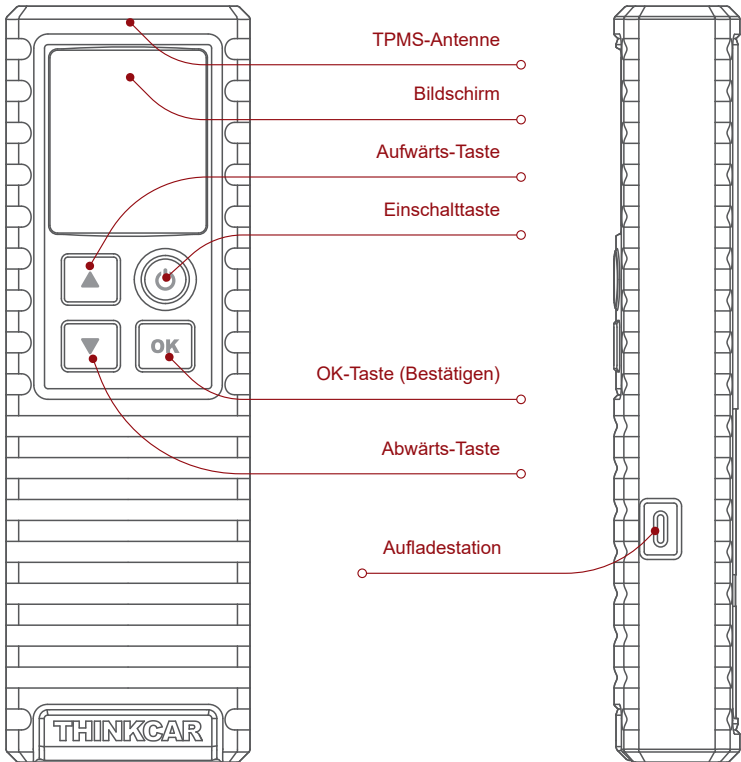 TPMS-Antenne
Bildschirm
Aufwärts-Taste
Einschalttaste
OK
OK-Taste (Bestätigen)
Abwärts-Taste
Aufladestation
THINKCAR